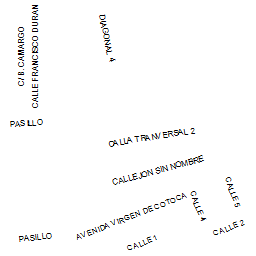 C/ B. CAMARGO
CALLE FRANCISCO DURAN
DIAGONAL 4
PASILLO
CALLA TRANVERSAL 2
CALLEJON SIN NOMBRE
AVENIDA VIRGEN DE COTOCA
CALLE 4
CALLE 5
PASILLO
CALLE 1
CALLE 2